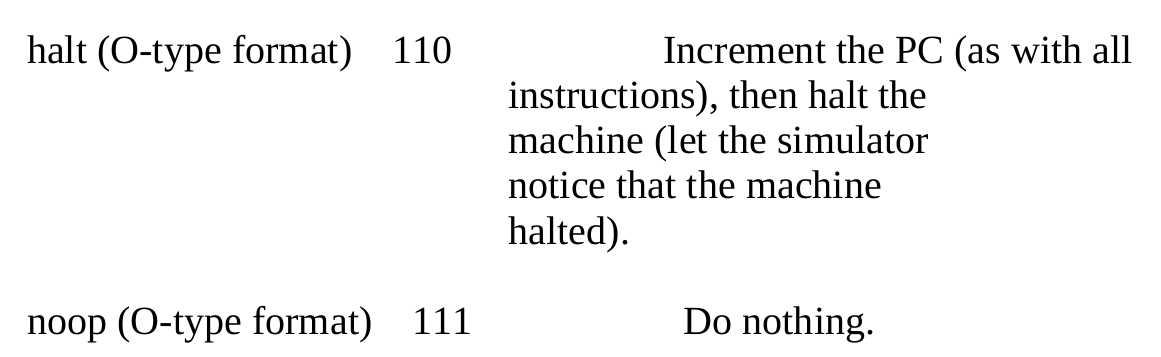 halt (O-type format) 110 Increment the PC (as with all
instructions), then halt the
machine (let the simulator
notice that the machine
halted).
noop (O-type format) 111 Do nothing.